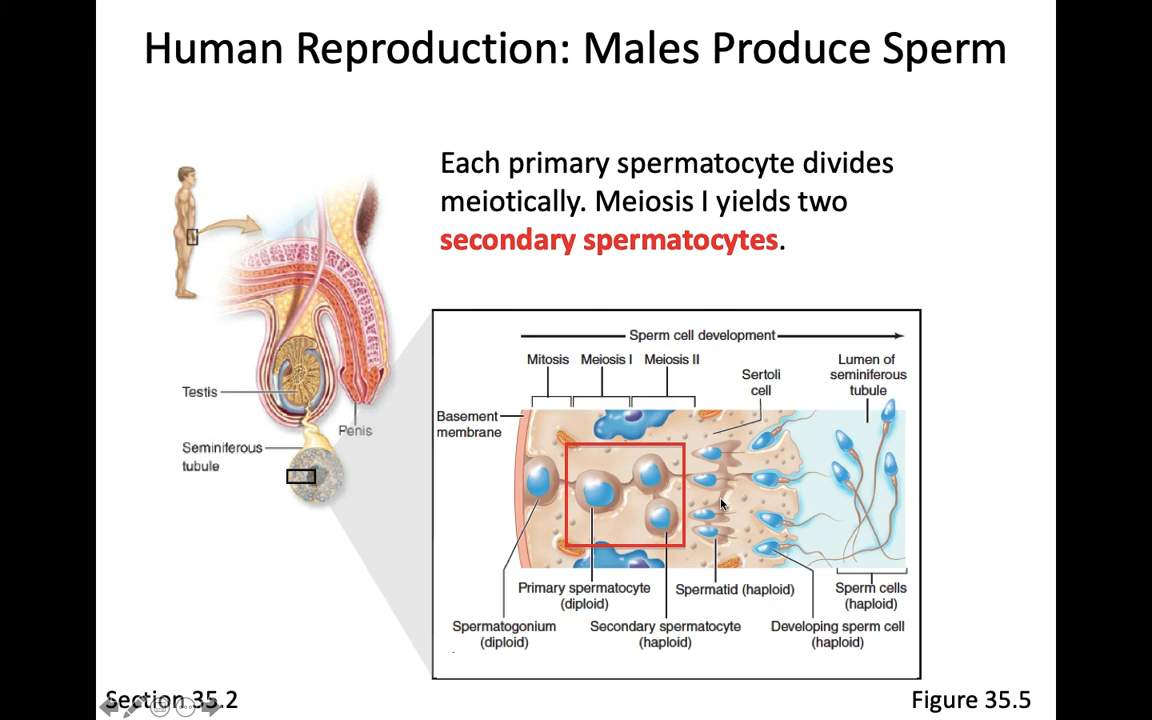 Human Reproduction: Males Produce Sperm
Each primary spermatocyte divides
meiotically. Meiosis I yields two
secondary spermatocytes.
Testis
Penis
Seminiferous
tubule
Sperm cell development
Mitosis Meiosis I Meiosis II
Sertoli
cell
Lumen of
seminiferous
tubule
Basement
membrane
Primary spermatocyte
(diploid)
Spermatid (haploid)
Sperm cells
(haploid)
Spermatogonium
(diploid)
Secondary spermatocyte
(haploid)
Developing sperm cell
(haploid)
Section 35.2
Figure 35.5